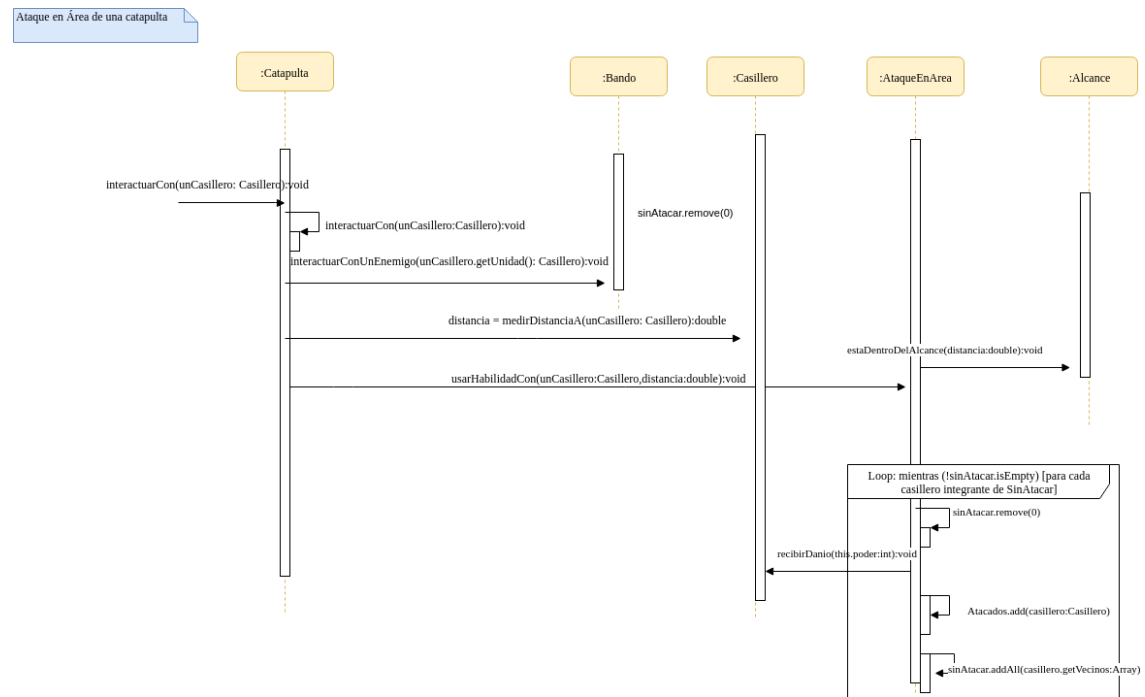 Ataque en Área de una catapulta
:Catapulta
:Bando
:Casillero
:AtaqueEnArea
:Alcance
interactuarCon(unCasillero: Casillero):void
sinAtacar.remove(0)
interactuarCon(unCasillero:Casillero):void
interactuarConUnEnemigo(unCasillero.getUnidad(): Casillero):void
distancia = medirDistanciaA(unCasillero: Casillero):double
estaDentroDelAlcance(distancia:double):void
usarHabilidadCon(unCasillero:Casillero,distancia:double):void
Loop: mientras (!sinAtacar.isEmpty) [para cada
casillero integrante de SinAtacar]
sinAtacar.remove(0)
recibirDanio(this.poder:int):void
Atacados.add(casillero:Casillero)
sinAtacar.addAll(casillero.getVecinos:Array)